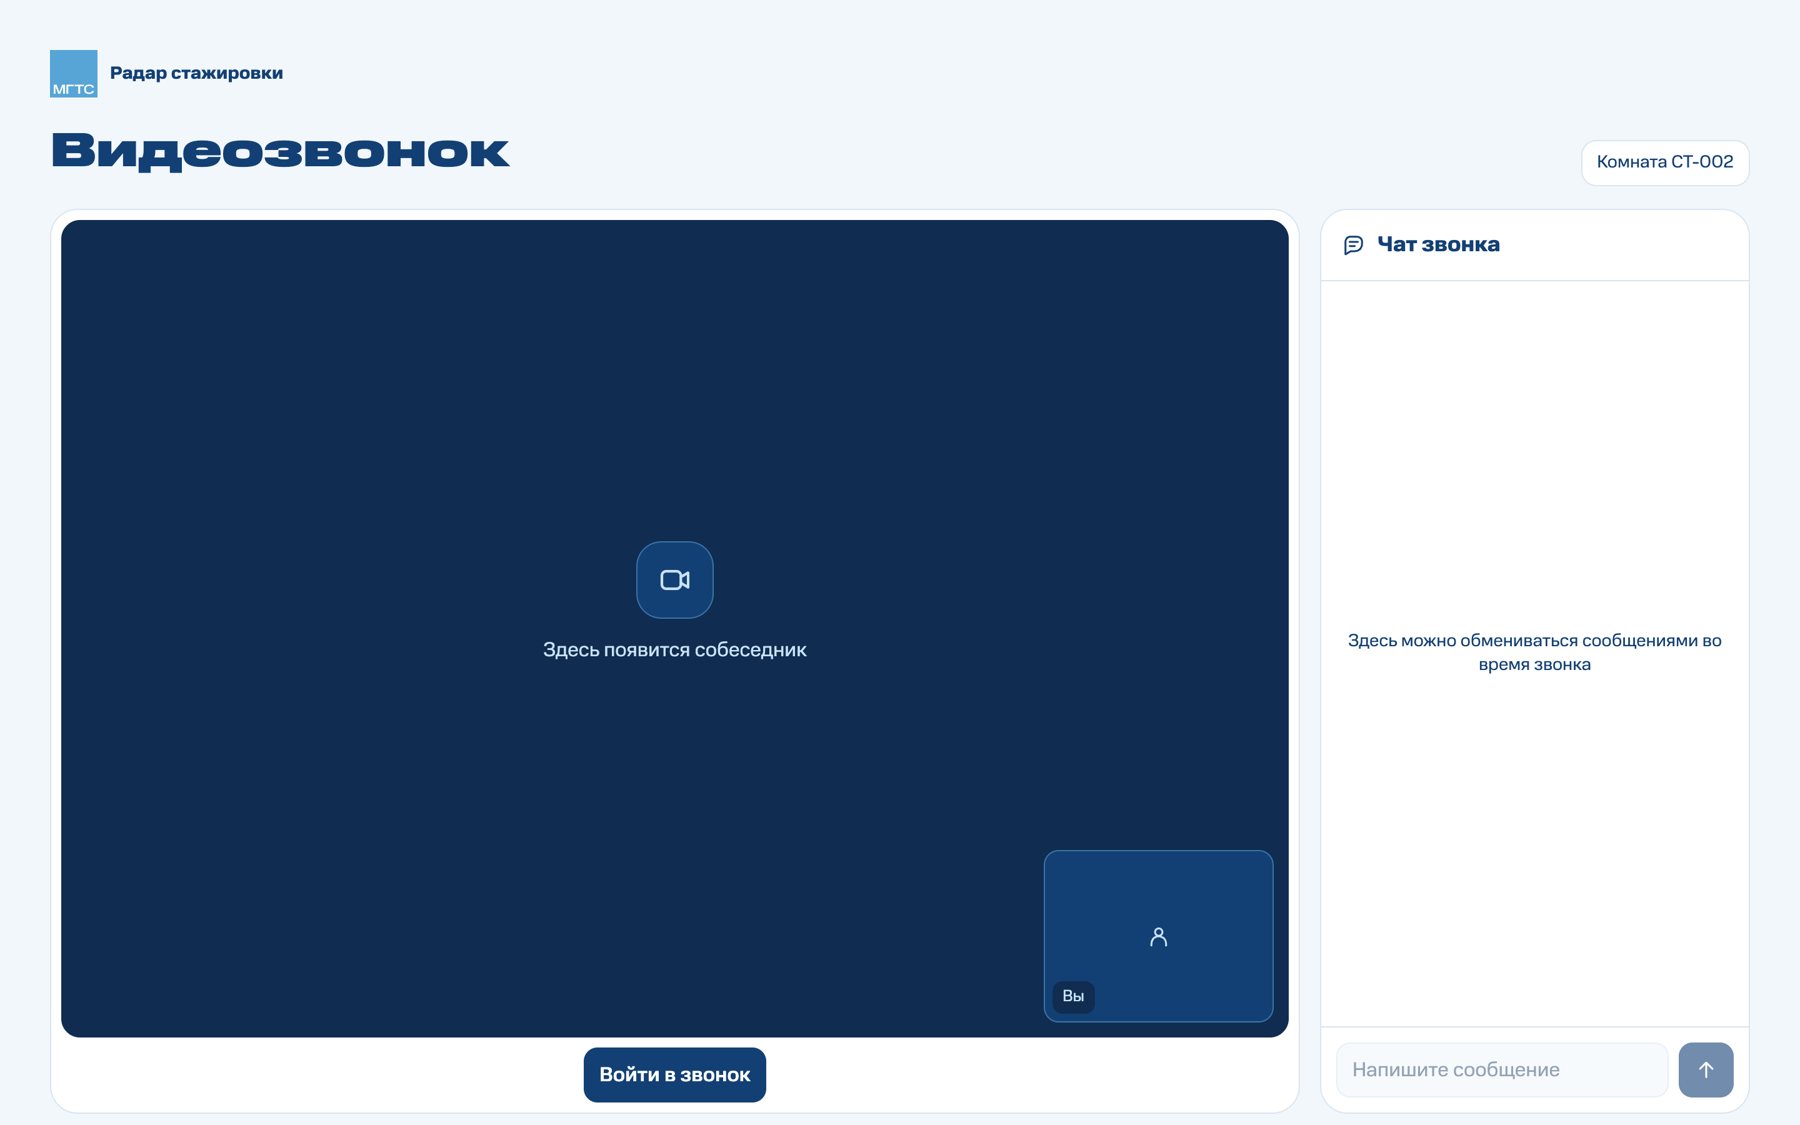 МГТС
Радар стажировки
Видеозвонок
Комната СТ-002
Здесь появится собеседник
Вы
Войти в звонок
Чат звонка
Здесь можно обмениваться сообщениями во
время звонка
Напишите сообщение